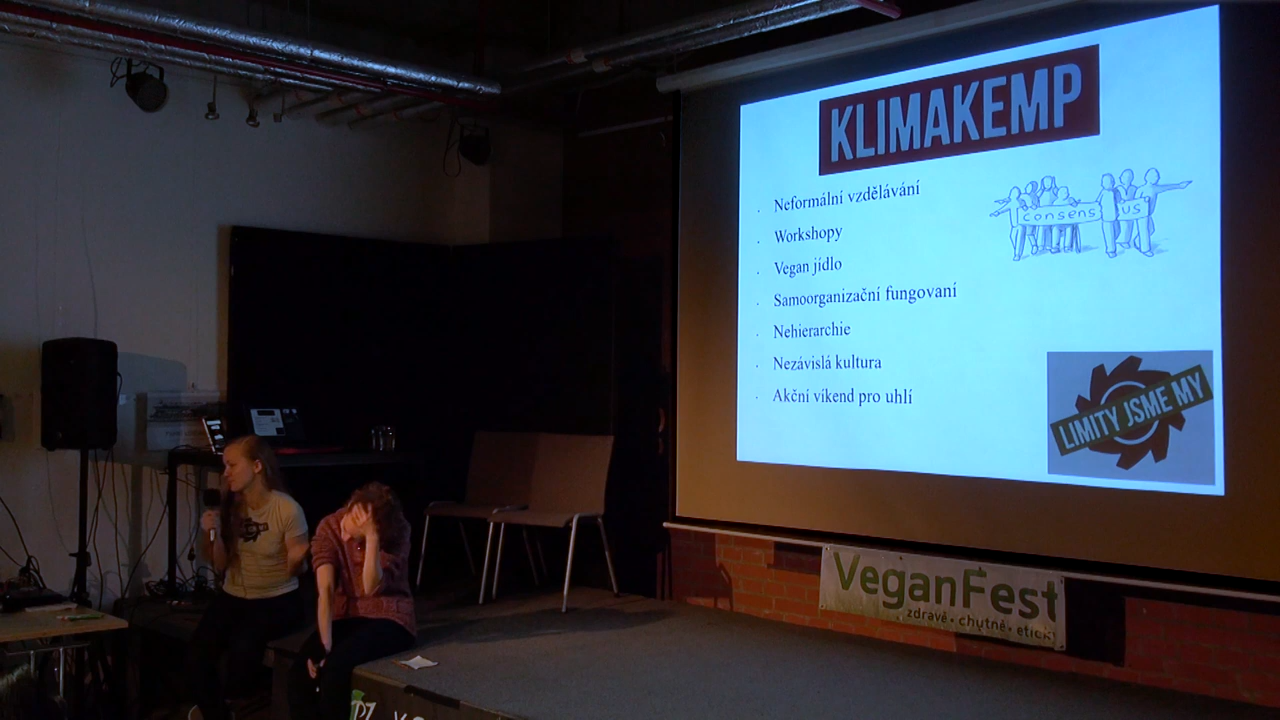 KLIMAKEMP
Neformální vzdělávání
consens us
Workshopy
Vegan jídlo
Samoorganizační fungovaní
Nehierarchie
Nezávislá kultura
Akční víkend pro uhlí
LIMITY JSME MY
VeganFest
zdravě • chutně •